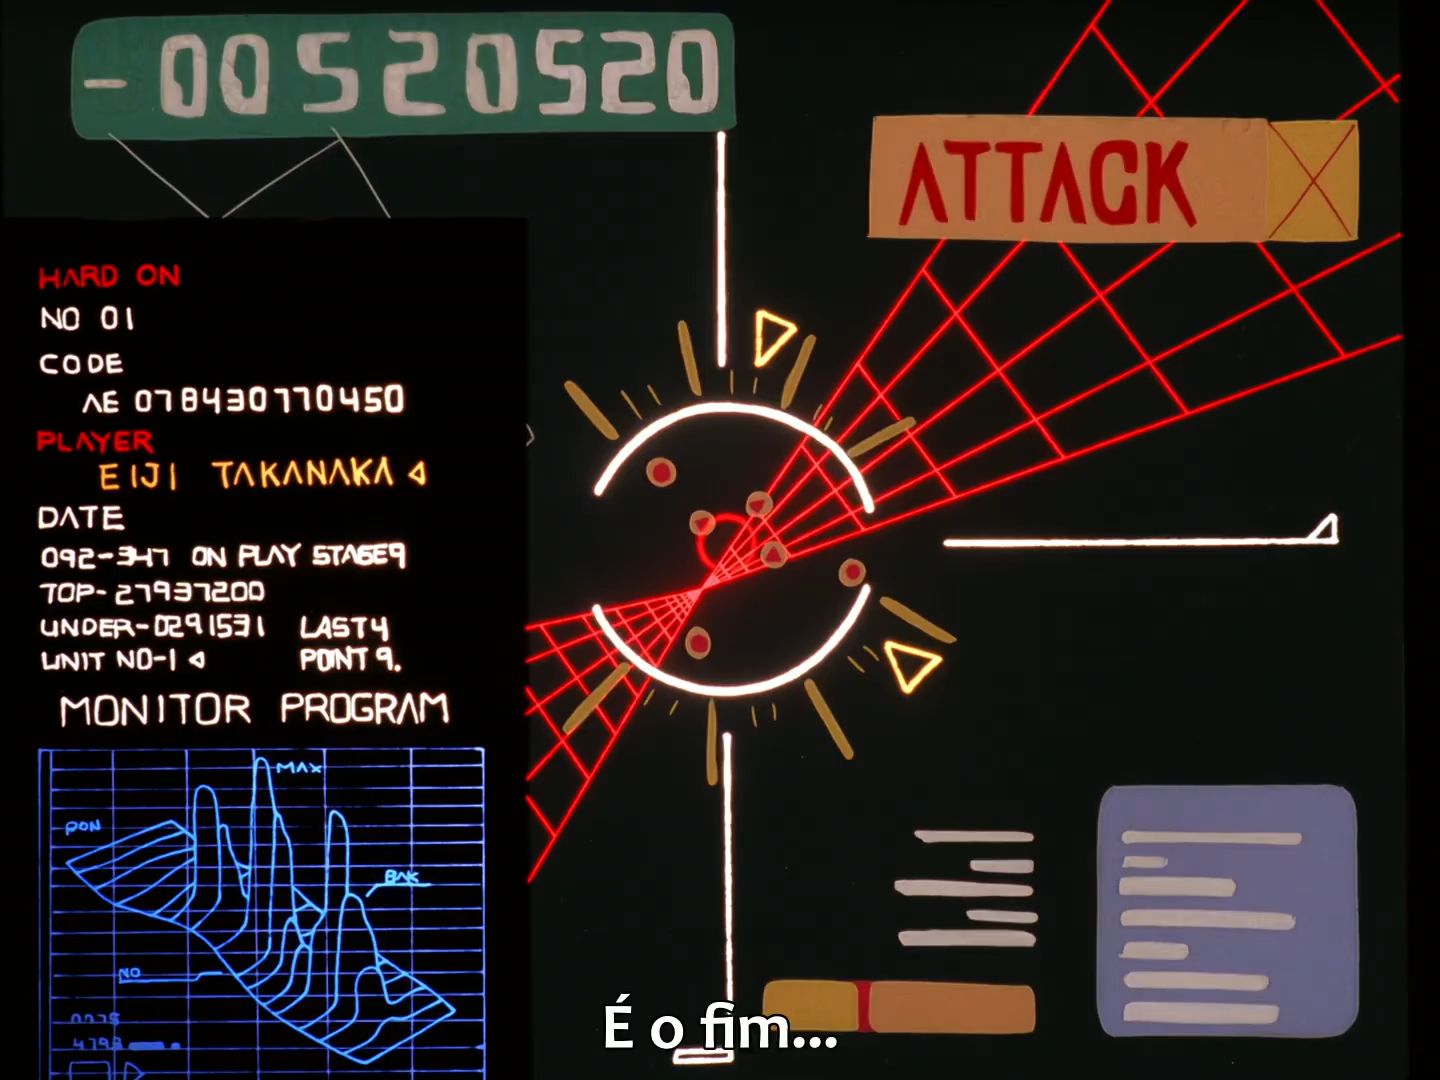 -00520520
ATTACK
HARD ON
NO 01
CODE
AE 078430770450
PLAYER
EIJI TAKANAKA
DATE
092-347 ON PLAY STAGE9
TOP-27937200
UNDER-0291531 LAST4
UNIT NO-1 POINT 9.
MONITOR PROGRAM
MAX
PON
BAK
NO
É o fim...